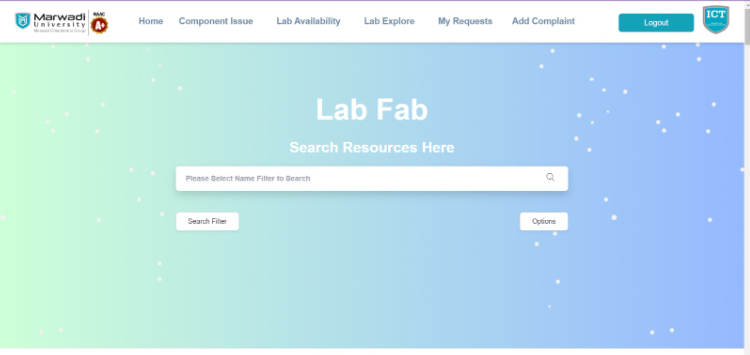 Marwadi
University
Marwadi Chandarana Group
NAAC
A+
Home
Component Issue
Lab Availability
Lab Explore
My Requests
Add Complaint
Logout
ICT
Lab Fab
Search Resources Here
Please Select Name Filter to Search
Search Filter
Options